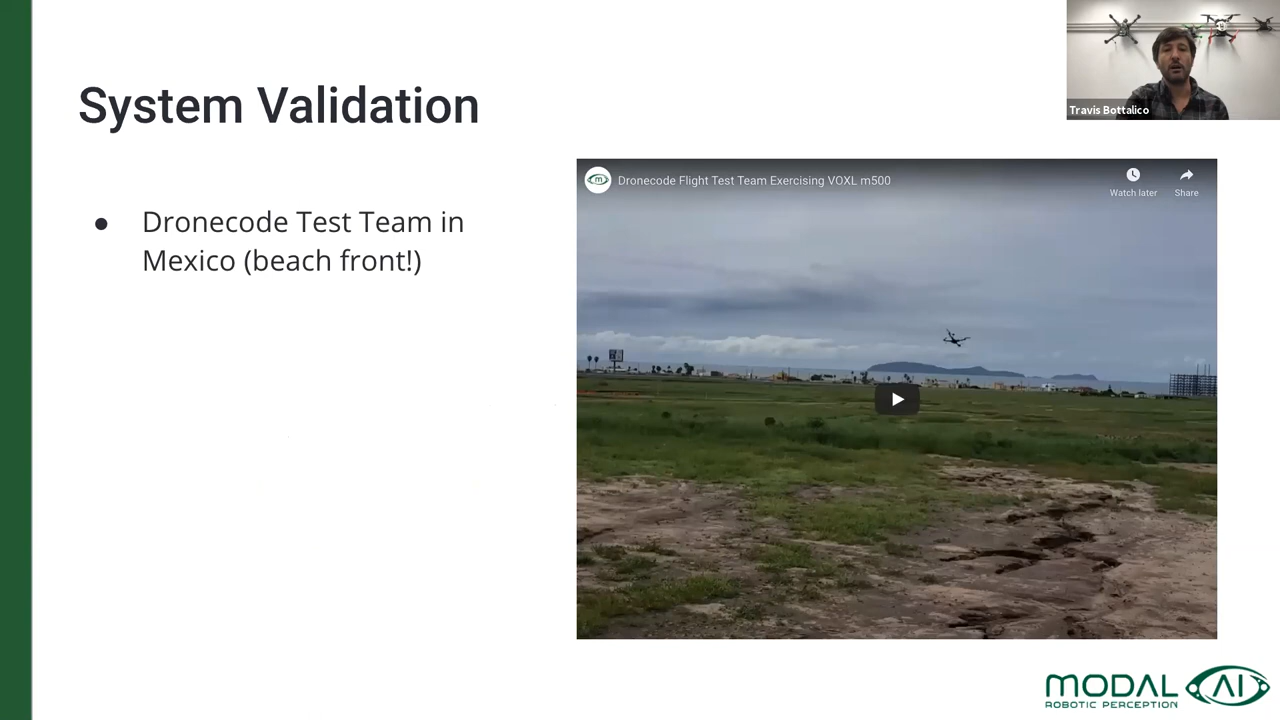 System Validation
Travis Bottalico
● Dronecode Test Team in
Mexico (beach front!)
Dronecode Flight Test Team Exercising VOXL m500
Watch later
Share
MODAL AI
ROBOTIC PERCEPTION